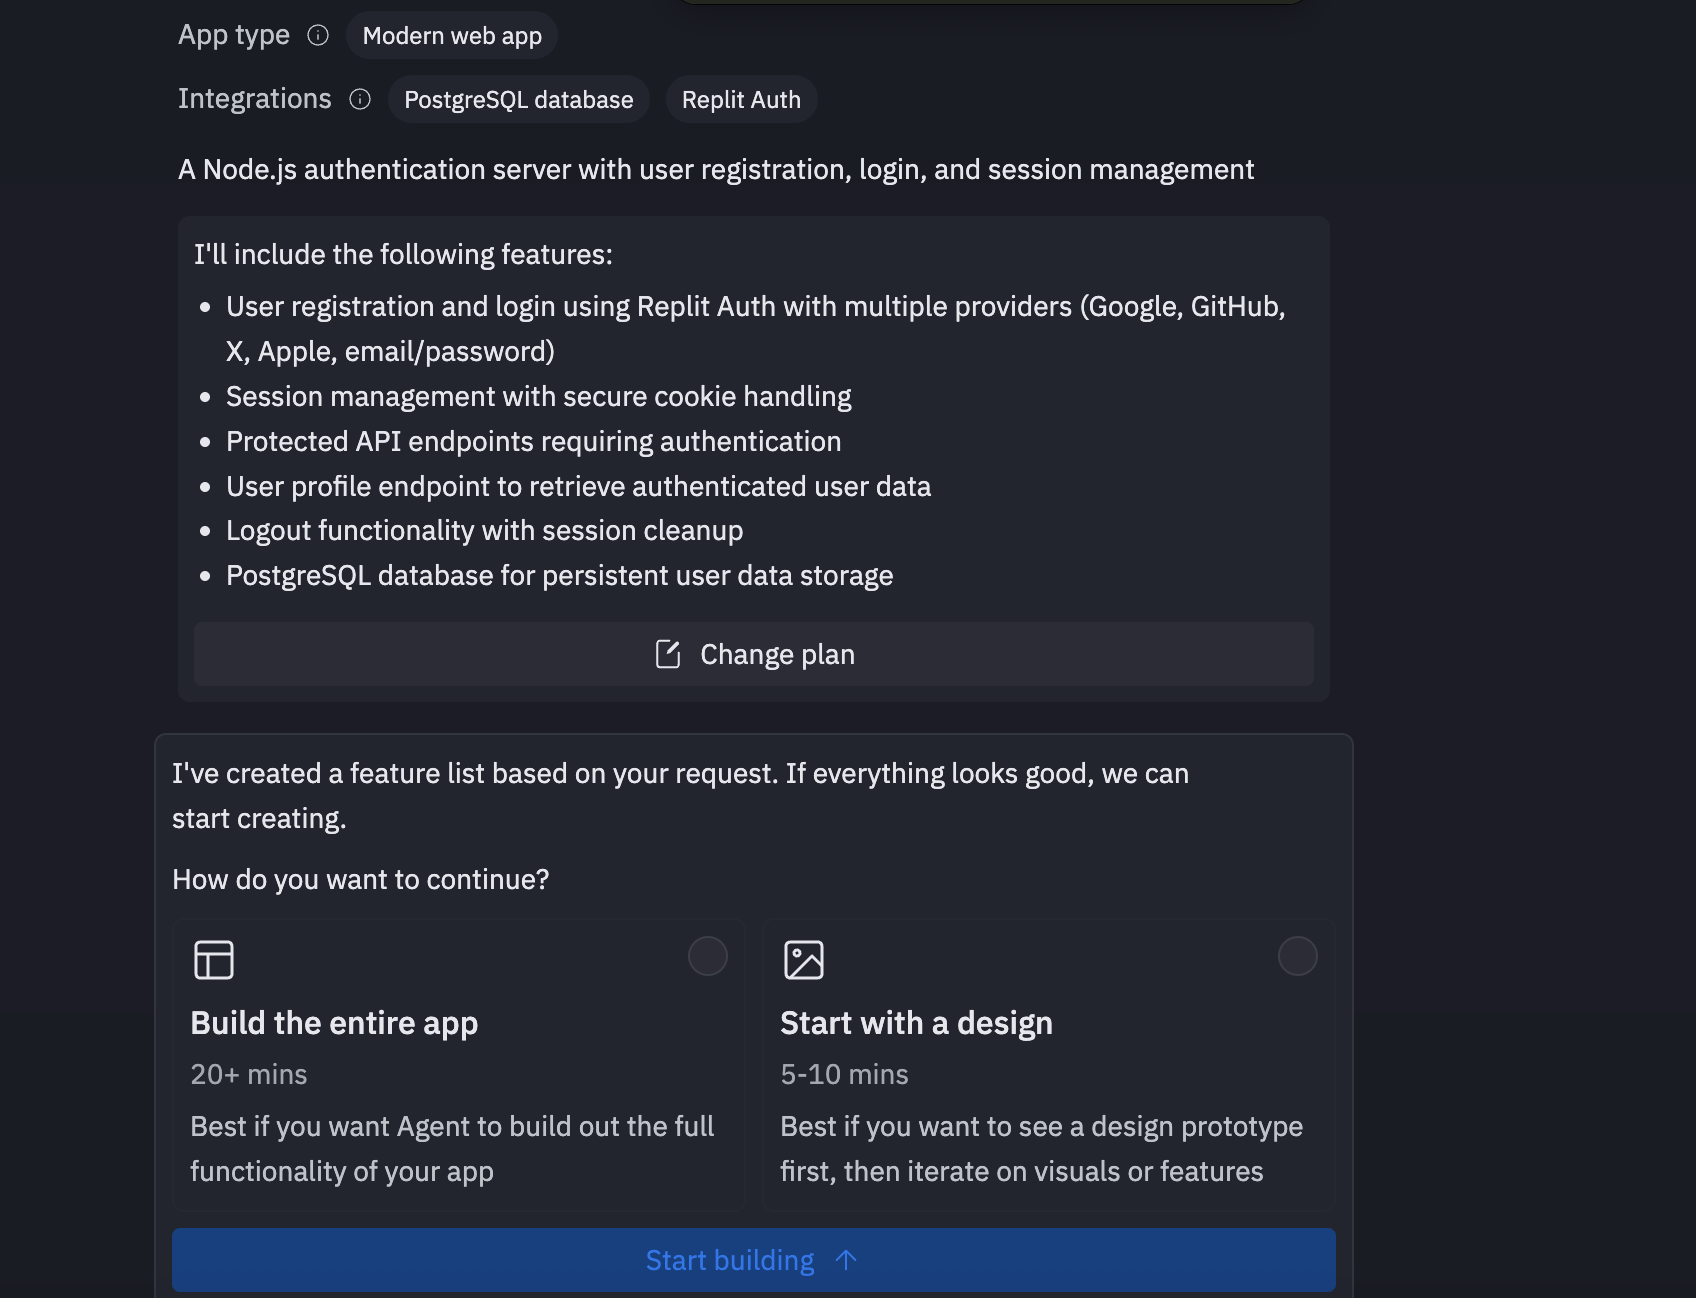 App type Modern web app
Integrations PostgreSQL database Replit Auth
A Node.js authentication server with user registration, login, and session management
I'll include the following features:
• User registration and login using Replit Auth with multiple providers (Google, GitHub,
X, Apple, email/password)
• Session management with secure cookie handling
• Protected API endpoints requiring authentication
• User profile endpoint to retrieve authenticated user data
• Logout functionality with session cleanup
• PostgreSQL database for persistent user data storage
Change plan
I've created a feature list based on your request. If everything looks good, we can
start creating.
How do you want to continue?
Build the entire app
20+ mins
Best if you want Agent to build out the full
functionality of your app
Start with a design
5-10 mins
Best if you want to see a design prototype
first, then iterate on visuals or features
Start building ↑